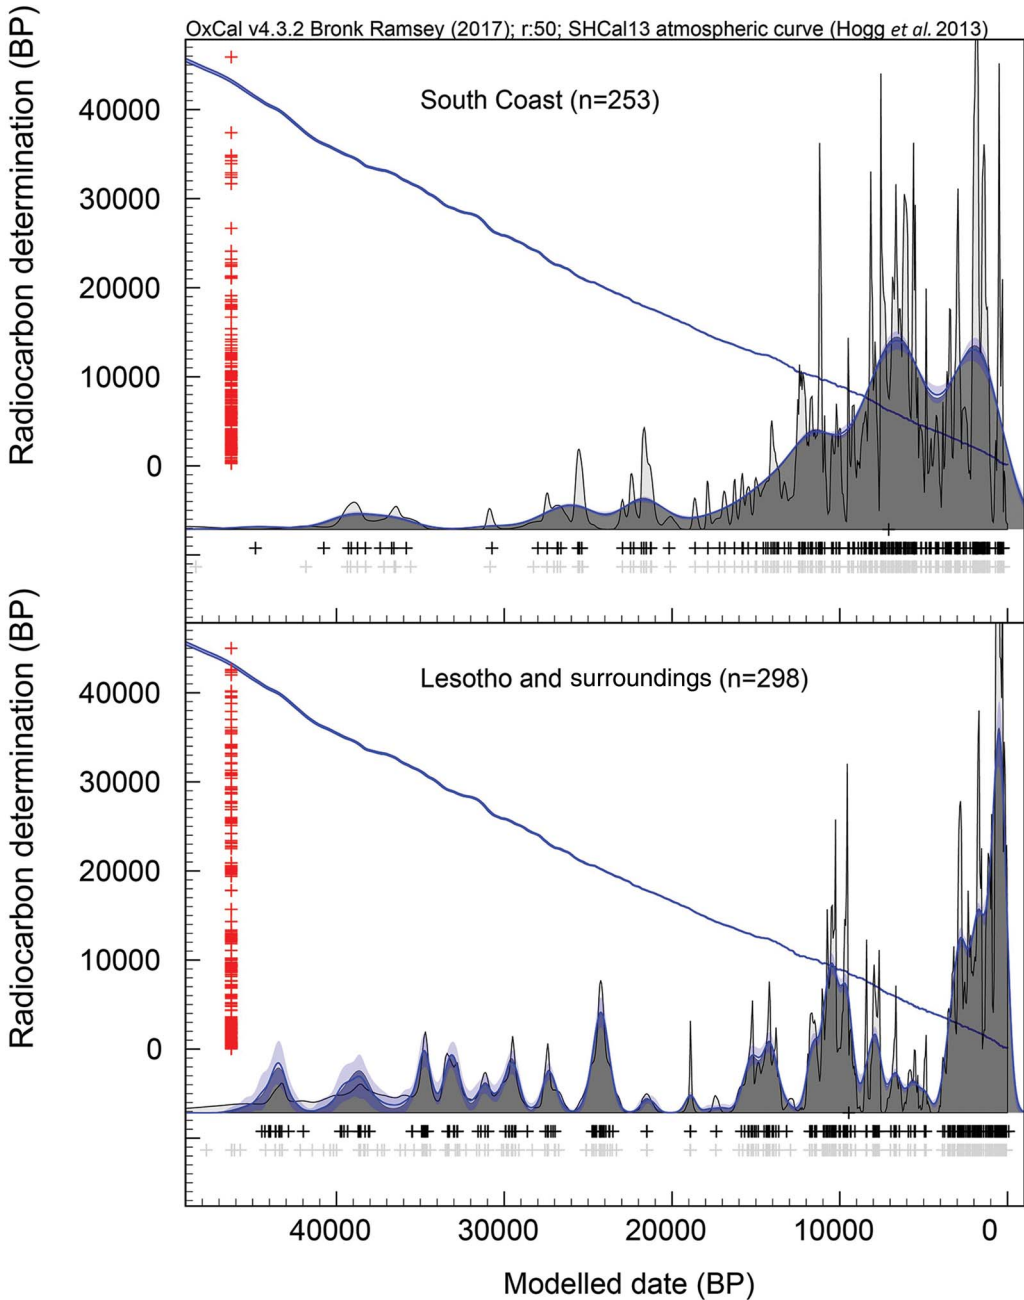 OxCal v4.3.2 Bronk Ramsey (2017); r:50; SHCal13 atmospheric curve (Hogg et al. 2013)
South Coast (n=253)
Radiocarbon determination (BP)
40000
30000
20000
10000
0
Lesotho and surroundings (n=298)
Radiocarbon determination (BP)
40000
30000
20000
10000
0
40000 30000 20000 10000 0
Modelled date (BP)